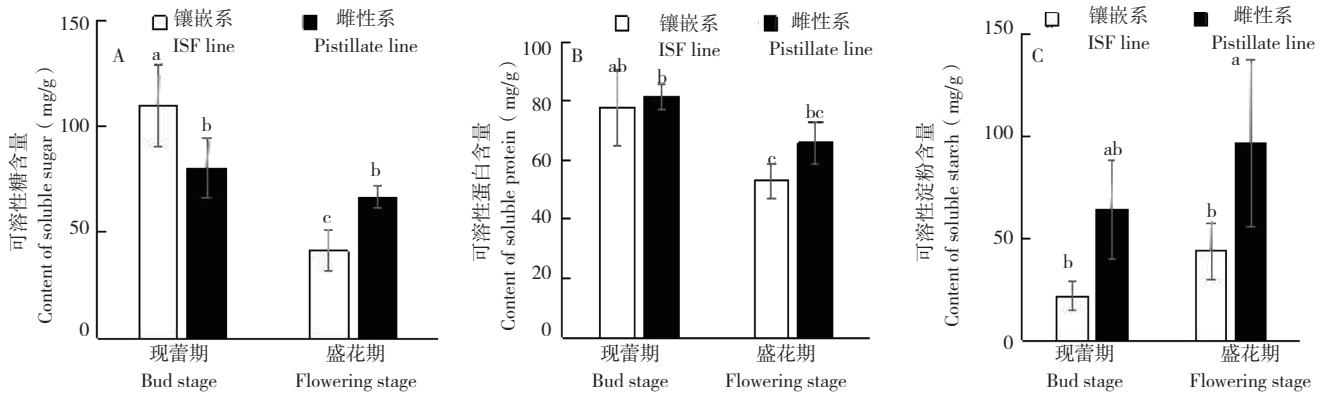 150
镶嵌系 雌性系
ISF line Pistillate line
A
a
b
100
b
50
c
0
可溶性糖含量
Content of soluble sugar（mg/g）
现蕾期 盛花期
Bud stage Flowering stage
镶嵌系 雌性系
ISF line Pistillate line
100
B
ab
b
80
bc
60
c
40
20
0
可溶性蛋白含量
Content of soluble protein（mg/g）
现蕾期 盛花期
Bud stage Flowering stage
150
镶嵌系 雌性系
ISF line Pistillate line
C
a
100
ab
b
50
b
0
可溶性淀粉含量
Content of soluble starch（mg/g）
现蕾期 盛花期
Bud stage Flowering stage